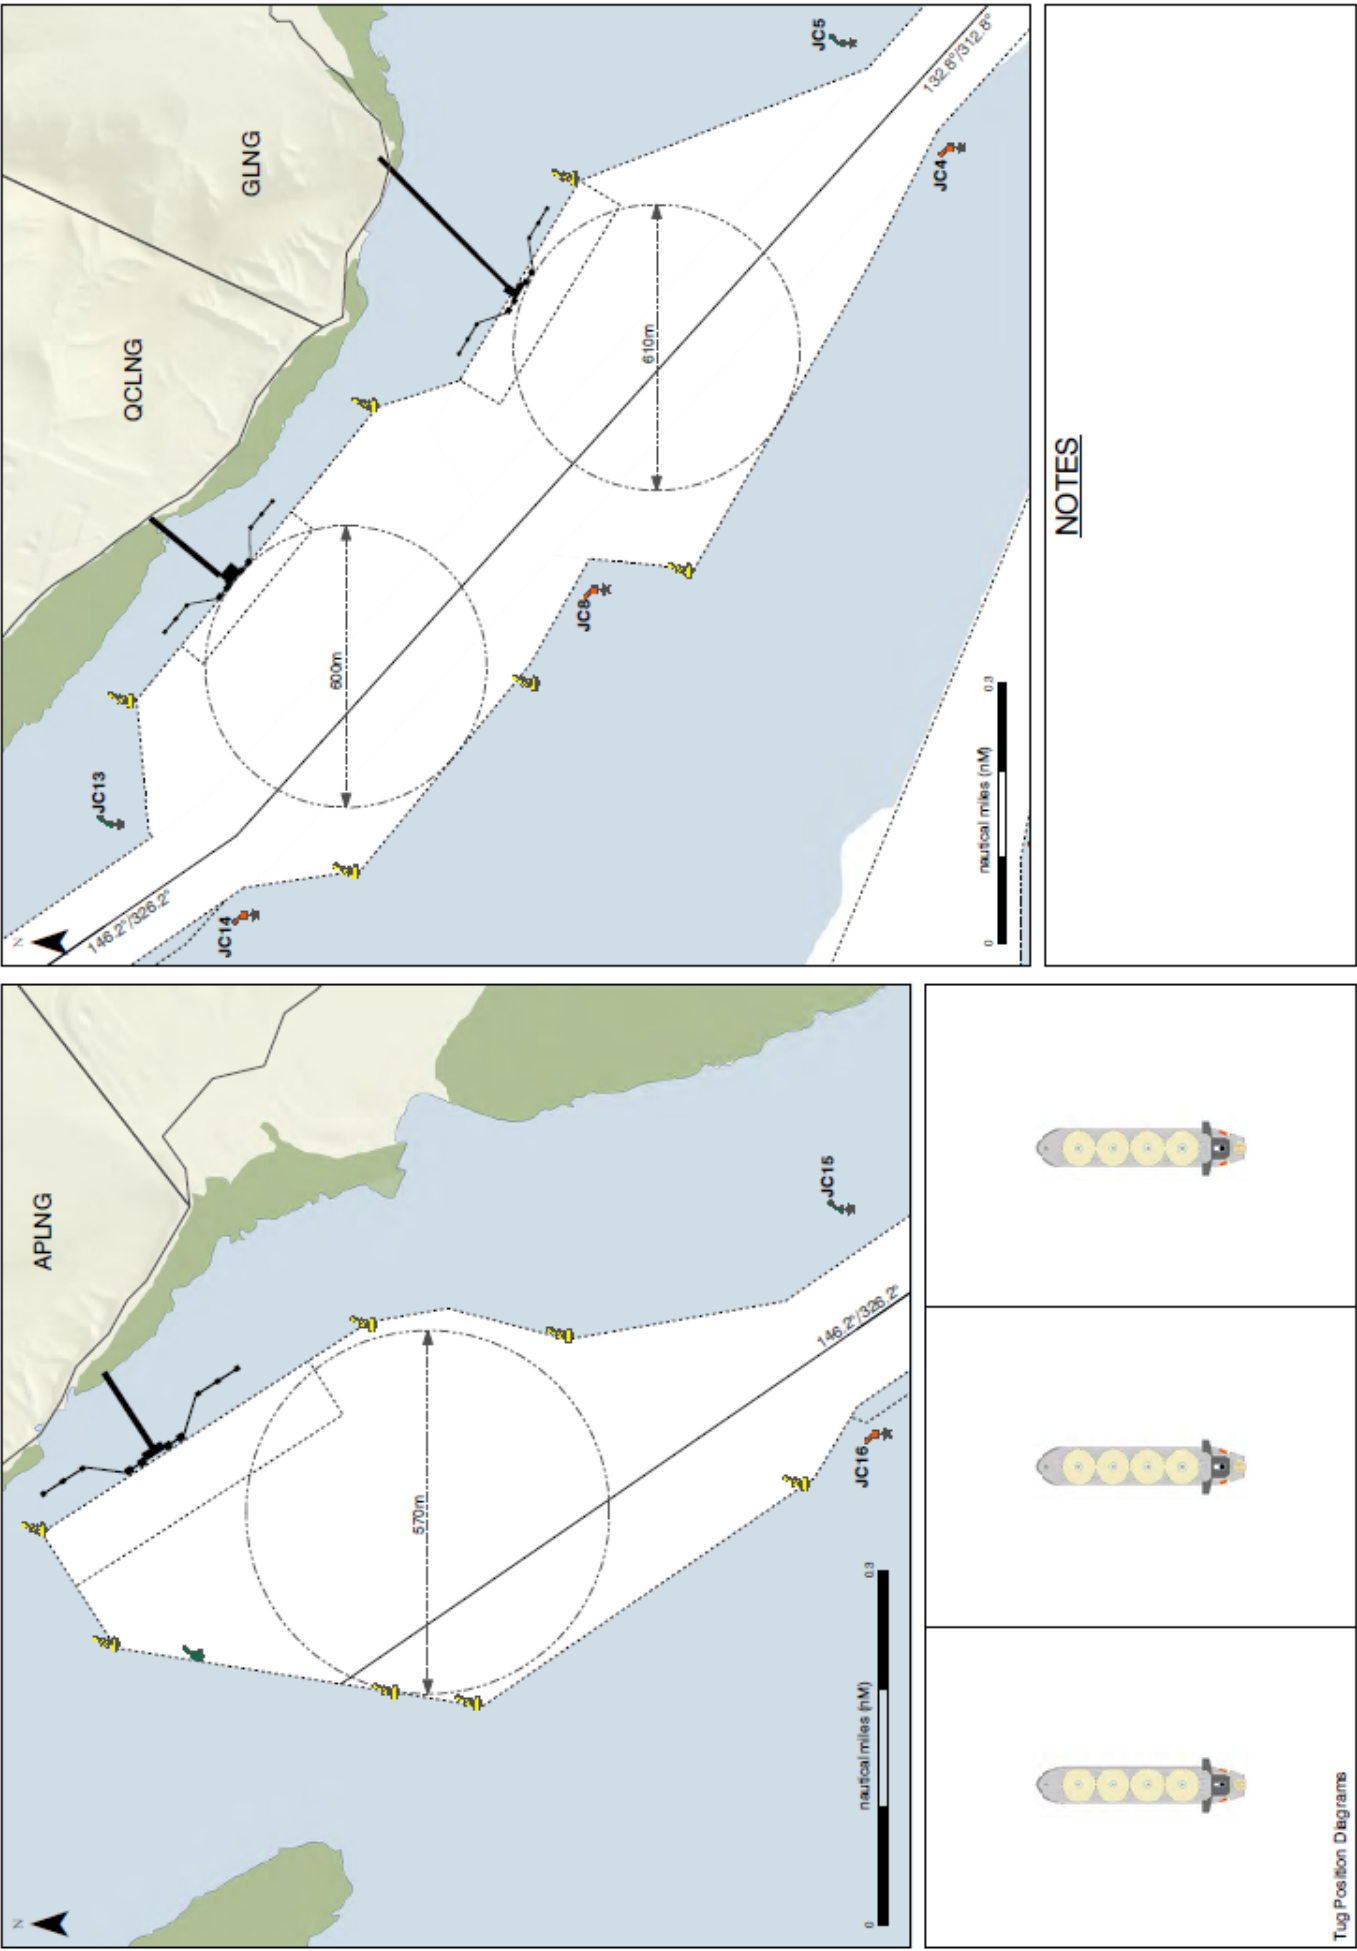 N
APLNG
570m
146.2°/326.2°
JC15
JC16
nautical miles (nM)
0
0.3
N
JC13
QCLNG
GLNG
146.2°/326.2°
JC14
600m
JC8
610m
JC5
132.8°/312.8°
JC4
nautical miles (nM)
0
0.3
Tug Position Diagrams
NOTES